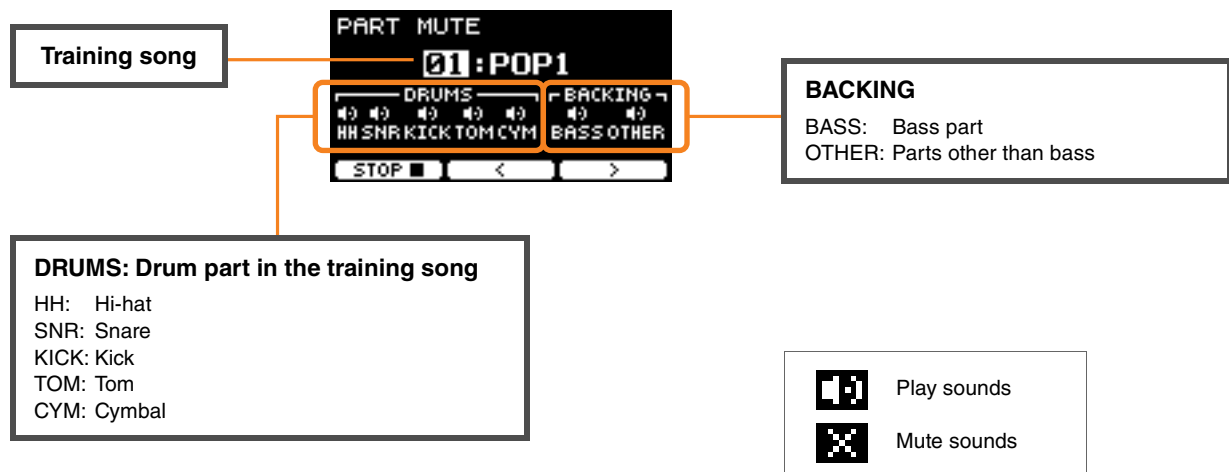 Training song
PART MUTE
01:POP1
DRUMS BACKING
HH SNR KICK TOM CYM BASS OTHER
STOP ■ < >
BACKING
BASS: Bass part
OTHER: Parts other than bass
DRUMS: Drum part in the training song
HH: Hi-hat
SNR: Snare
KICK: Kick
TOM: Tom
CYM: Cymbal
Play sounds
Mute sounds